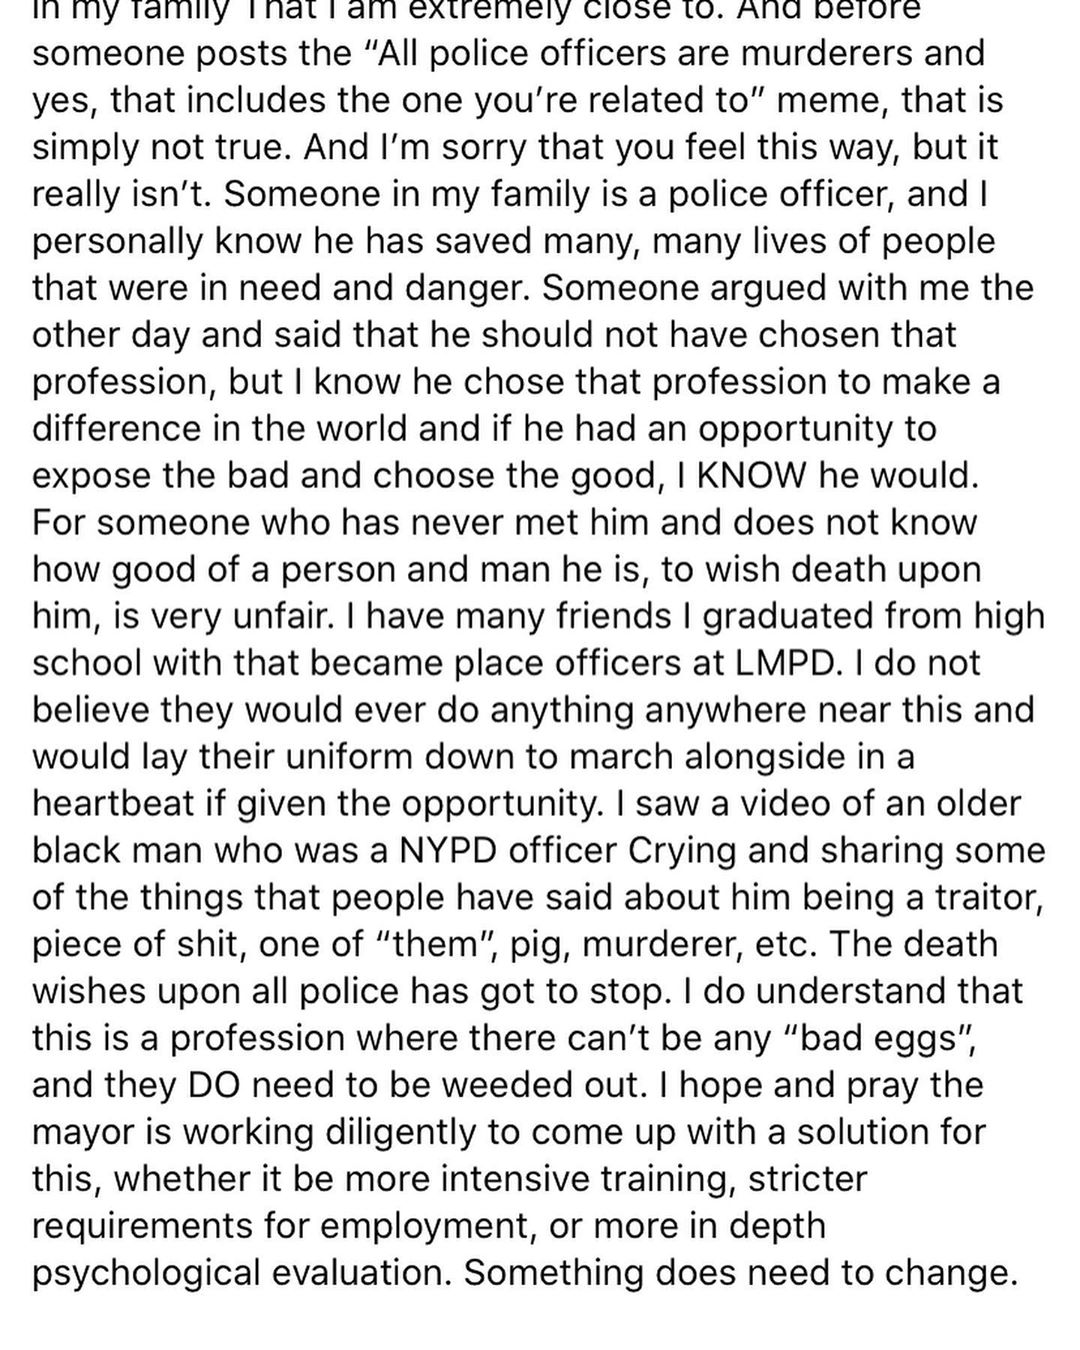 in my family That I am extremely close to. And before
someone posts the “All police officers are murderers and
yes, that includes the one you’re related to” meme, that is
simply not true. And I’m sorry that you feel this way, but it
really isn’t. Someone in my family is a police officer, and I
personally know he has saved many, many lives of people
that were in need and danger. Someone argued with me the
other day and said that he should not have chosen that
profession, but I know he chose that profession to make a
difference in the world and if he had an opportunity to
expose the bad and choose the good, I KNOW he would.
For someone who has never met him and does not know
how good of a person and man he is, to wish death upon
him, is very unfair. I have many friends I graduated from high
school with that became place officers at LMPD. I do not
believe they would ever do anything anywhere near this and
would lay their uniform down to march alongside in a
heartbeat if given the opportunity. I saw a video of an older
black man who was a NYPD officer Crying and sharing some
of the things that people have said about him being a traitor,
piece of shit, one of “them”, pig, murderer, etc. The death
wishes upon all police has got to stop. I do understand that
this is a profession where there can’t be any “bad eggs”,
and they DO need to be weeded out. I hope and pray the
mayor is working diligently to come up with a solution for
this, whether it be more intensive training, stricter
requirements for employment, or more in depth
psychological evaluation. Something does need to change.